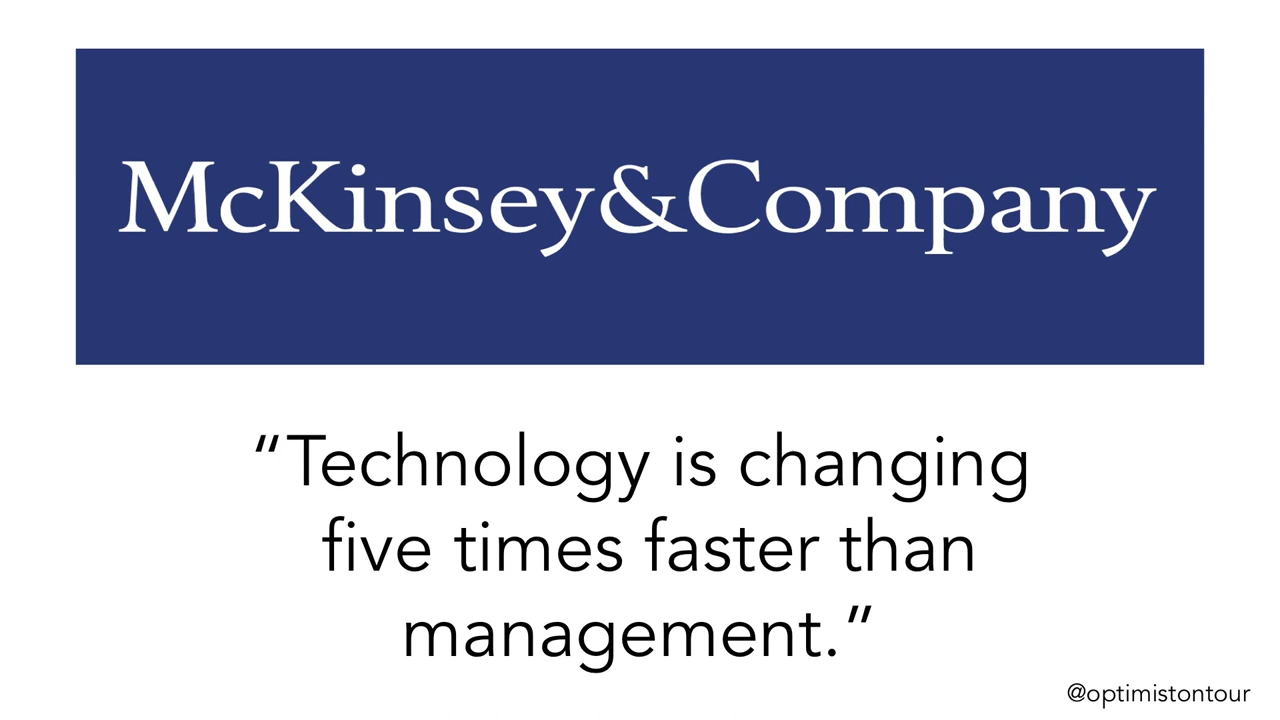 McKinsey&Company
“Technology is changing
five times faster than
management.”
@optimistontour